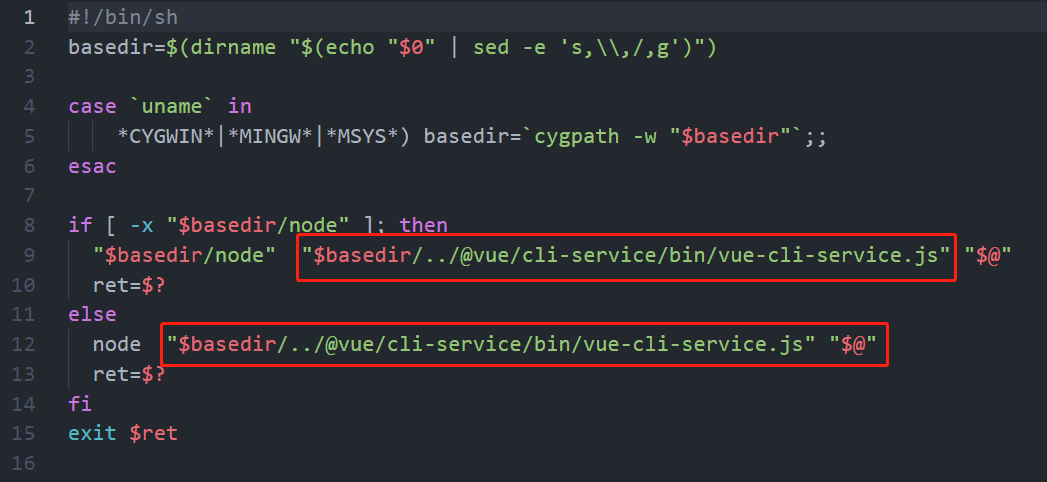 1 #!/bin/sh
2 basedir=$(dirname "$(echo "$0" | sed -e 's,\\,/,g')")
3
4 case `uname` in
5     *CYGWIN*|*MINGW*|*MSYS*) basedir=`cygpath -w "$basedir"`;;
6 esac
7
8 if [ -x "$basedir/node" ]; then
9   "$basedir/node"  "$basedir/../@vue/cli-service/bin/vue-cli-service.js" "$@"
10   ret=$?
11 else
12   node  "$basedir/../@vue/cli-service/bin/vue-cli-service.js" "$@"
13   ret=$?
14 fi
15 exit $ret
16